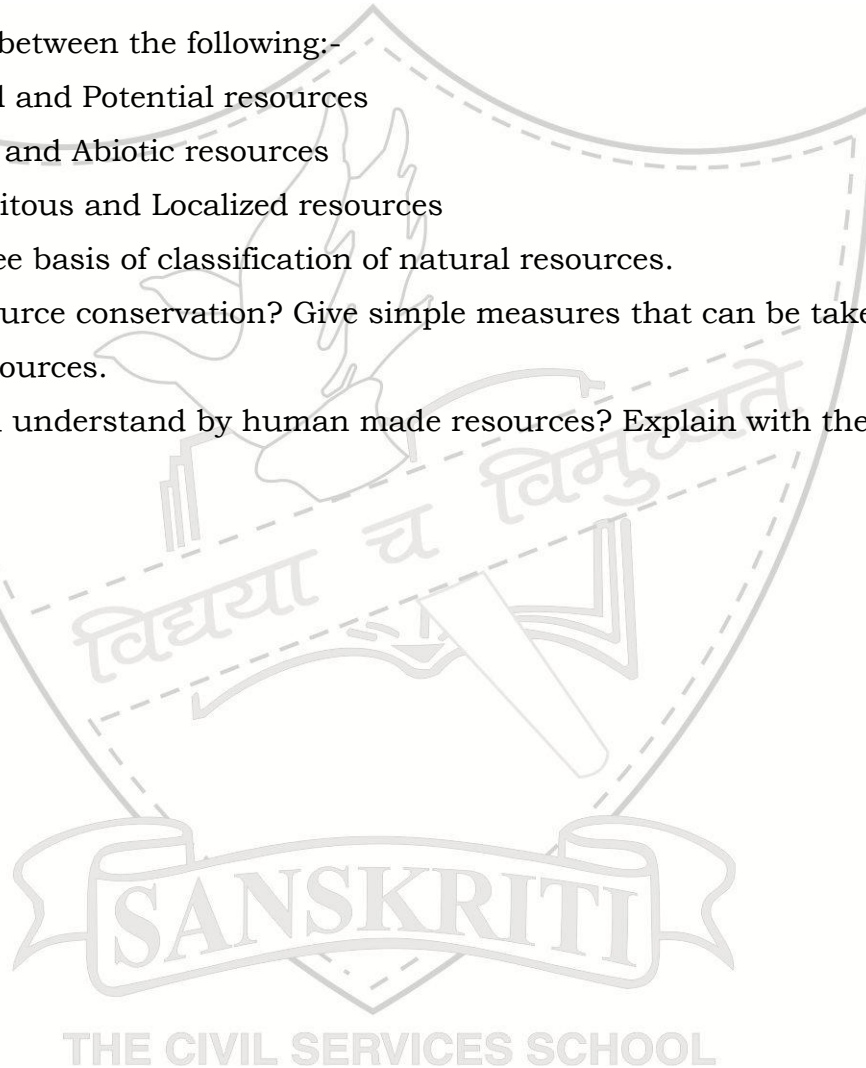 between the following:-
l and Potential resources
and Abiotic resources
itous and Localized resources
ee basis of classification of natural resources.
urce conservation? Give simple measures that can be take
ources.
understand by human made resources? Explain with the
विद्यया च विमुच्यते
SANSKRITI
THE CIVIL SERVICES SCHOOL